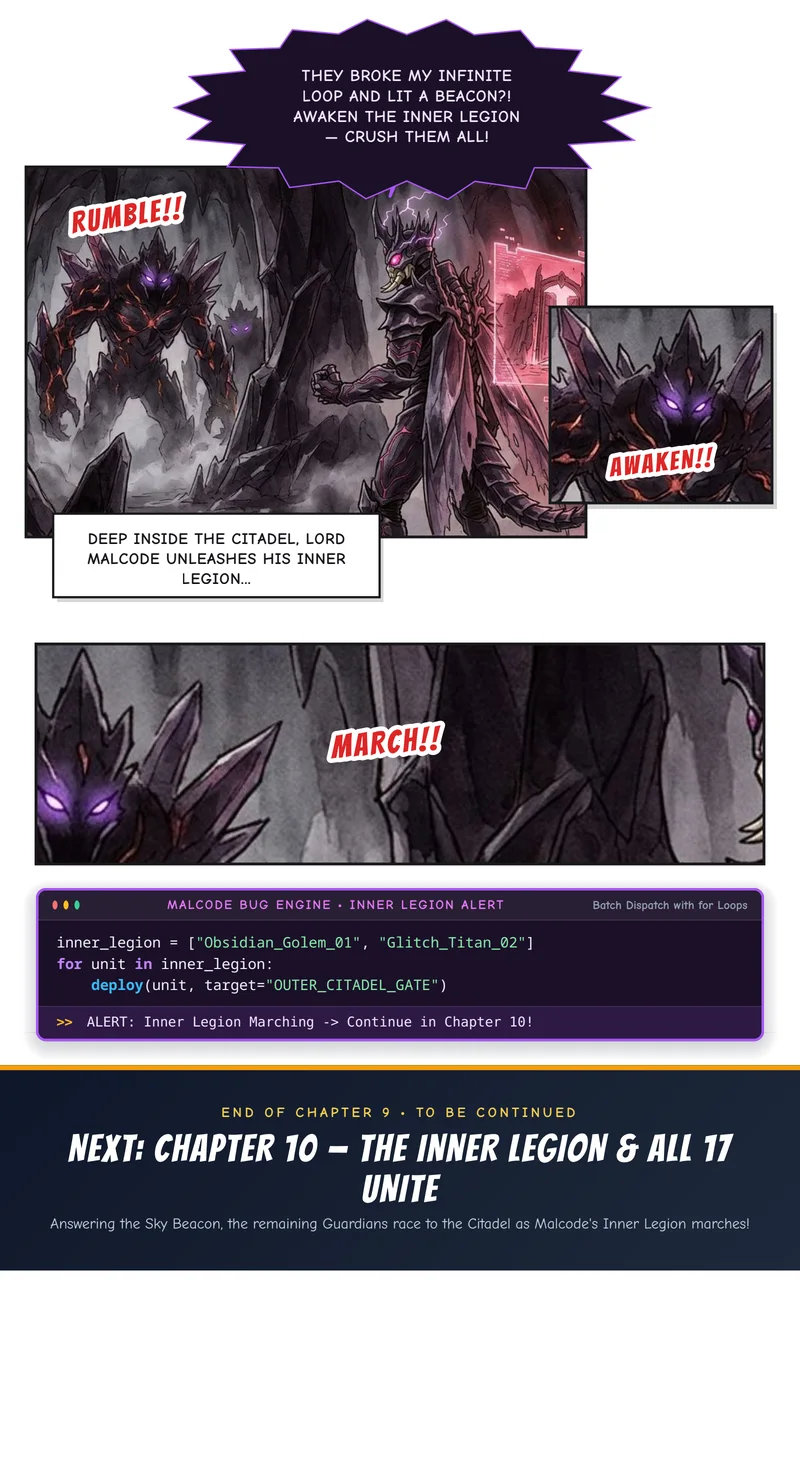 THEY BROKE MY INFINITE
LOOP AND LIT A BEACON?!
AWAKEN THE INNER LEGION
— CRUSH THEM ALL!
RUMBLE!!
AWAKEN!!
DEEP INSIDE THE CITADEL, LORD
MALCODE UNLEASHES HIS INNER
LEGION...
MARCH!!
MALCODE BUG ENGINE • INNER LEGION ALERT
Batch Dispatch with for Loops
inner_legion = ["Obsidian_Golem_01", "Glitch_Titan_02"]
for unit in inner_legion:
    deploy(unit, target="OUTER_CITADEL_GATE")
>> ALERT: Inner Legion Marching -> Continue in Chapter 10!
END OF CHAPTER 9 • TO BE CONTINUED
NEXT: CHAPTER 10 — THE INNER LEGION & ALL 17
UNITE
Answering the Sky Beacon, the remaining Guardians race to the Citadel as Malcode's Inner Legion marches!